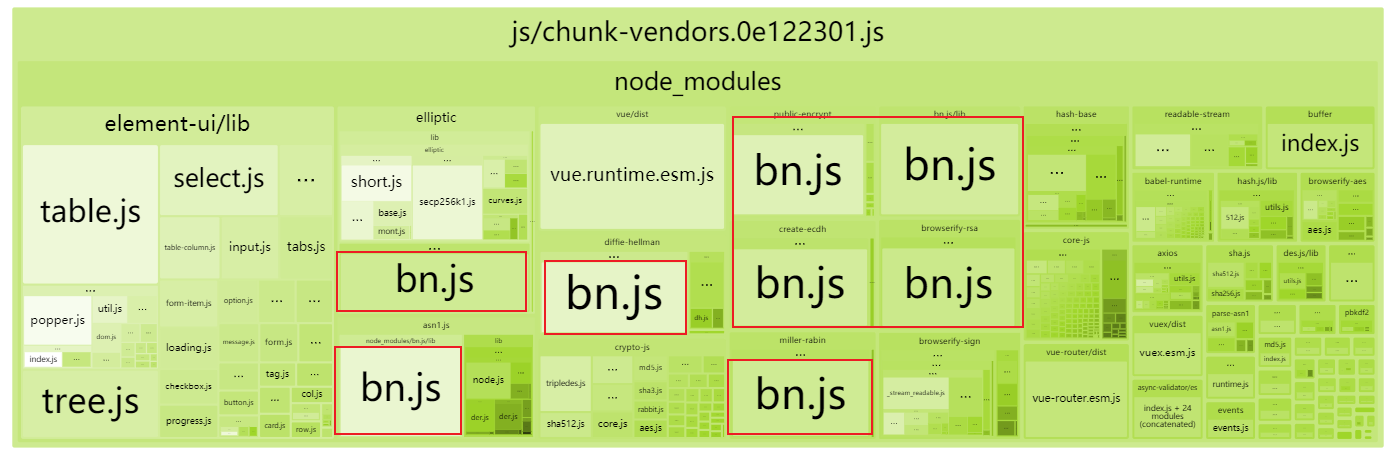 js/chunk-vendors.0e122301.js
node_modules
element-ui/lib
table.js
select.js
...
table-column.js
input.js
tabs.js
...
popper.js
util.js
...
dom.js
...
index.js
...
tree.js
form-item.js
option.js
...
...
loading.js
message.js
form.js
...
checkbox.js
...
tag.js
...
button.js
...
col.js
progress.js
...
card.js
row.js
elliptic
lib
elliptic
...
short.js
secp256k1.js
...
base.js
mont.js
curves.js
...
bn.js
asn1.js
node_modules/bn.js/lib
bn.js
lib
...
node.js
...
der.js
der.js
vue/dist
vue.runtime.esm.js
diffie-hellman
...
bn.js
...
dh.js
crypto-js
tripledes.js
...
md5.js
...
sha3.js
...
rabbit.js
sha512.js
core.js
aes.js
public-encrypt
...
bn.js
bn.js/lib
bn.js
create-ecdh
...
bn.js
browserify-rsa
...
bn.js
miller-rabin
...
bn.js
browserify-sign
...
_stream_readable.js
...
hash-base
...
...
core-js
...
vue-router/dist
vue-router.esm.js
readable-stream
...
buffer
index.js
babel-runtime
...
hash.js/lib
...
utils.js
512.js
browserify-aes
...
aes.js
axios
...
utils.js
sha.js
sha512.js
sha256.js
des.js/lib
...
utils.js
...
vuex/dist
vuex.esm.js
parse-asn1
asn1.js
...
pbkdf2
md5.js
index.js
async-validator/es
index.js + 24
modules
(concatenated)
...
runtime.js
events
events.js